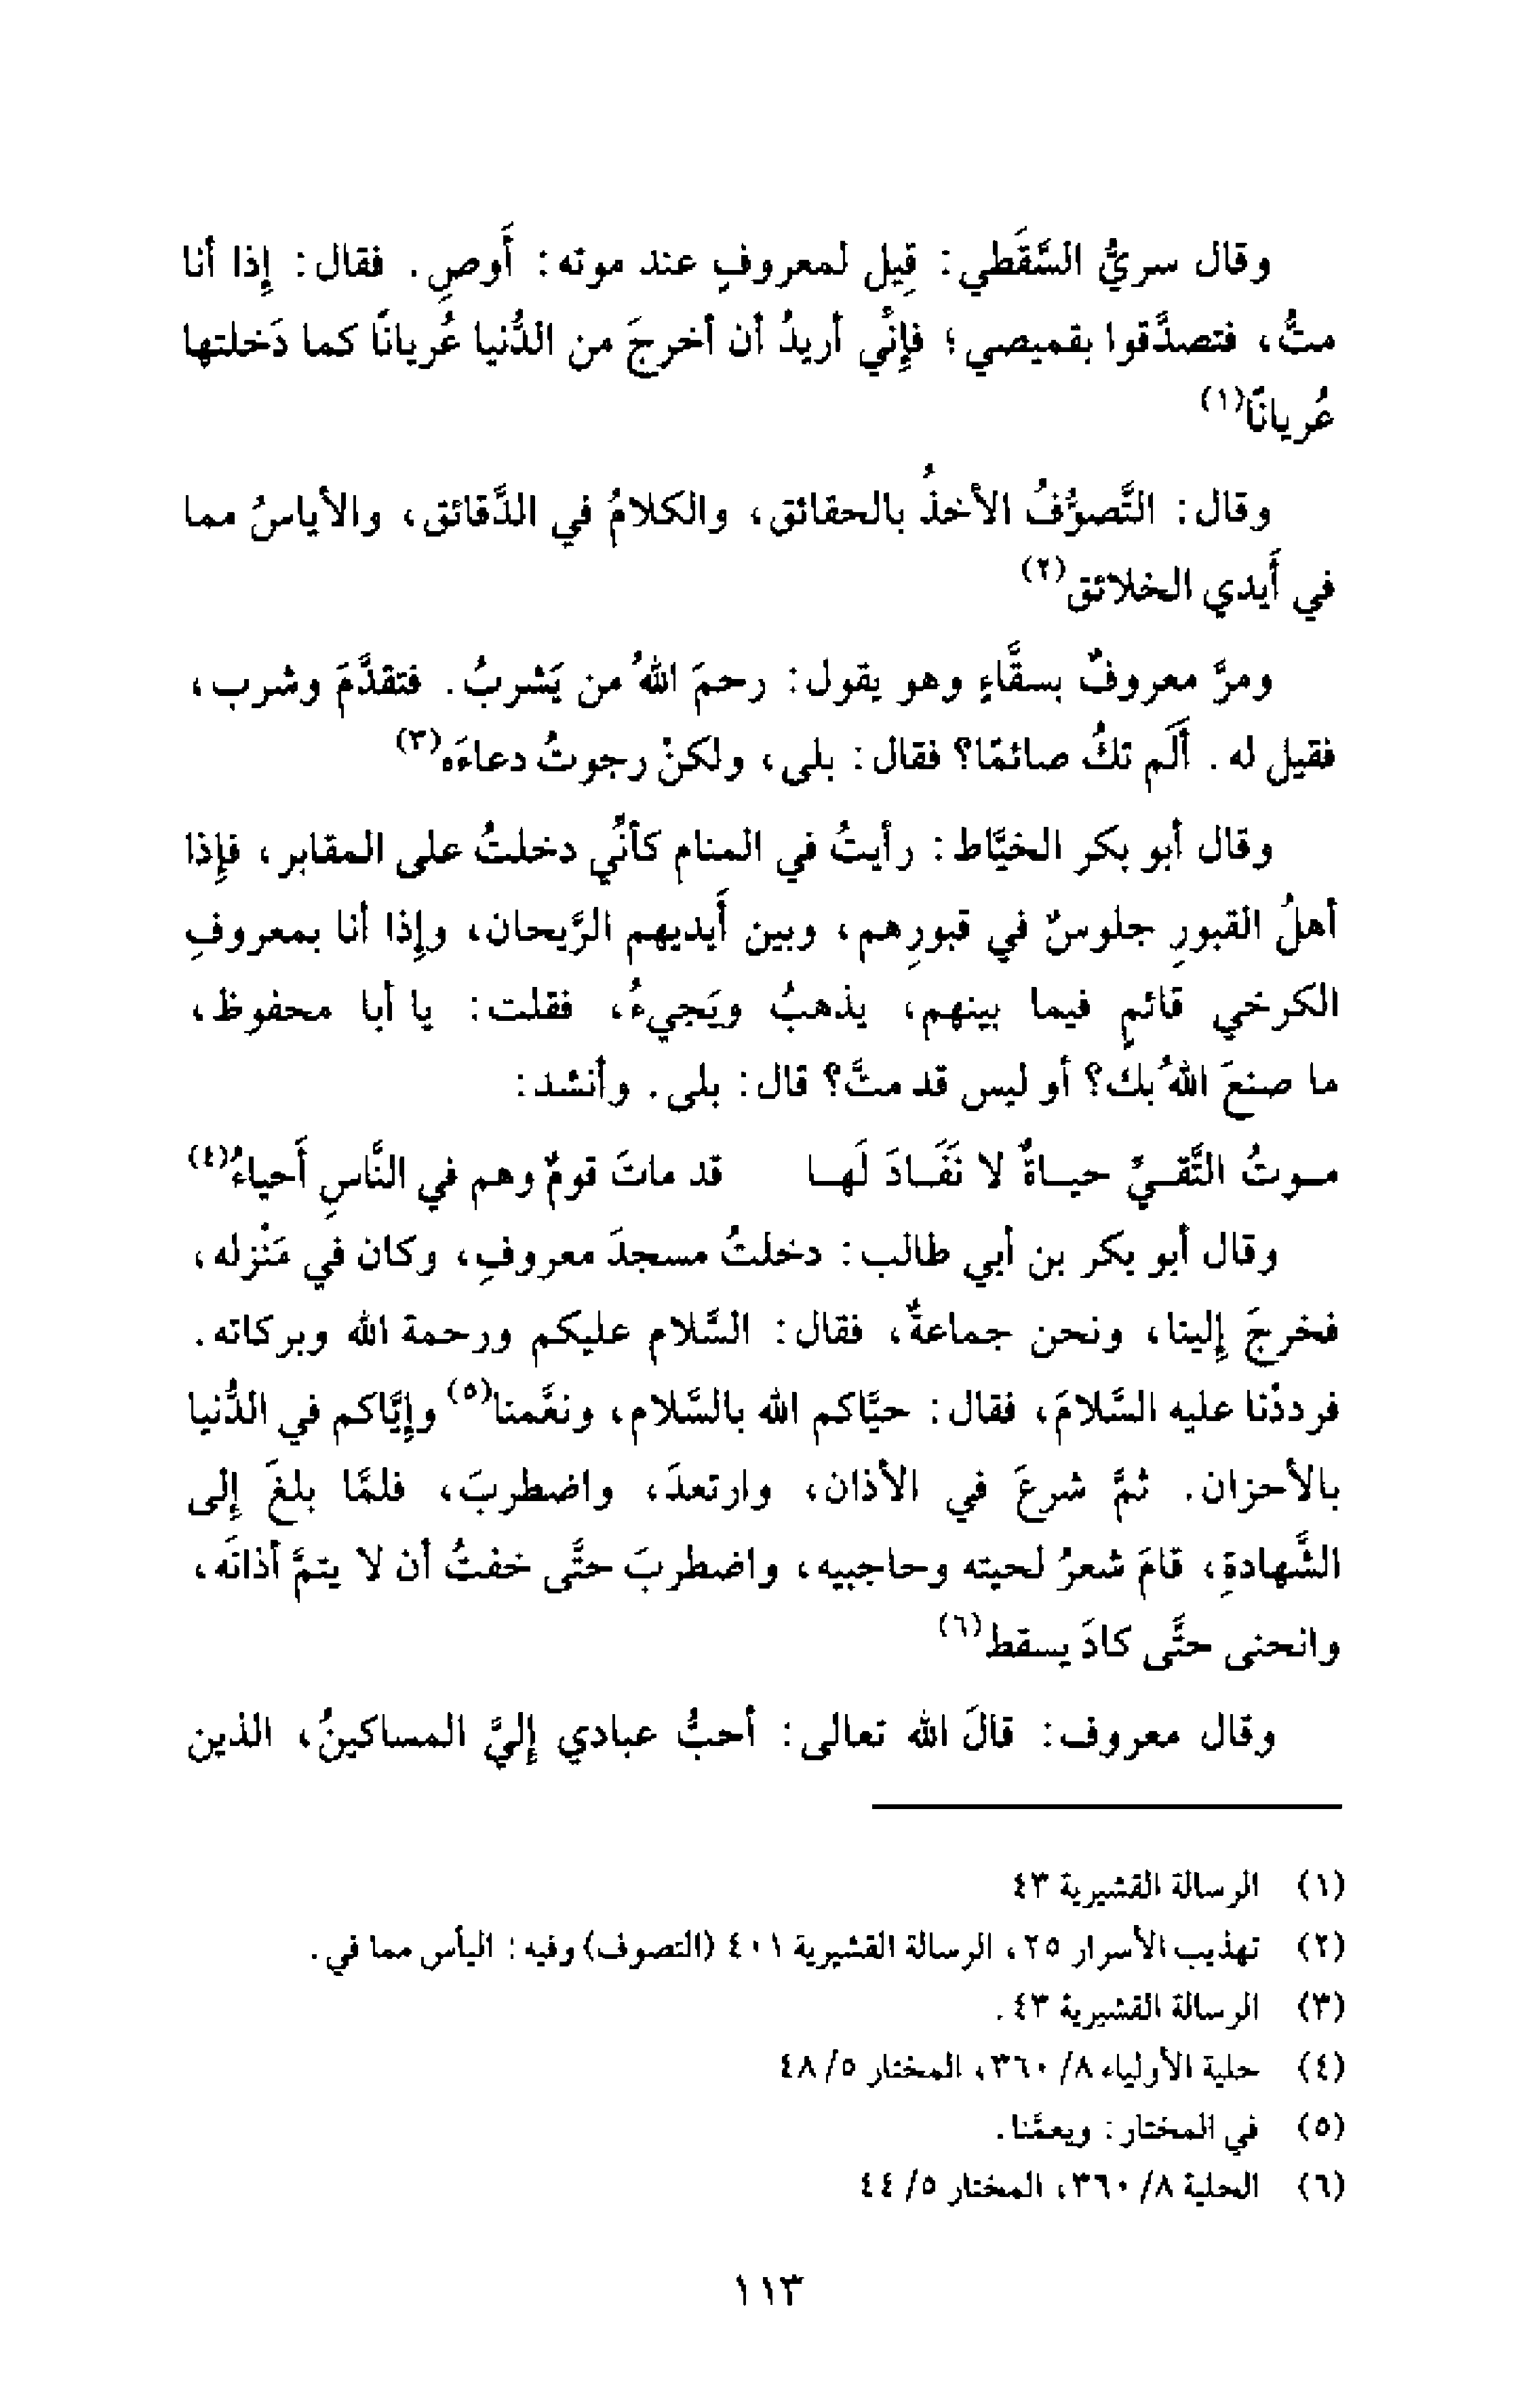 وقال سريُّ السَّقَطي: قِيل لمعروفٍ عند موته: أَوصِ. فقال: إِذا أنا
متُّ، فتصدَّقوا بقميصي؛ فإِنِّي أريدُ أن أخرجَ من الدُّنيا عُريانًا كما دَخلتها
عُريانًا(١)
وقال: التَّصرُّفُ الأخذُ بالحقائق، والكلامُ في الدَّقائق، والأياسُ مما
في أَيدي الخلائق(٢)
ومرَّ معروفٌ بسقَّاءٍ وهو يقول: رحمَ اللهُ من يَشربُ. فتقدَّمَ وشرب،
فقيل له. أَلَم تكُ صائمًا؟ فقال: بلى، ولكنْ رجوتُ دعاءَه(٣)
وقال أبو بكر الخيَّاط: رأيتُ في المنام كأنِّي دخلتُ على المقابر، فإِذا
أهلُ القبورِ جلوسٌ في قبورِهم، وبين أَيديهم الرَّيحان، وإِذا أنا بمعروفٍ
الكرخي قائمٍ فيما بينهم، يذهبُ ويَجيءُ، فقلت: يا أبا محفوظ،
ما صنعَ اللهُ بك؟ أو ليس قد متَّ؟ قال: بلى. وأنشد:
مـوتُ التَّقـيِّ حيـاةٌ لا نَفَـادَ لَهـا قد ماتَ قومٌ وهم في النَّاسِ أَحياءُ(٤)
وقال أبو بكر بن أبي طالب: دخلتُ مسجدَ معروفٍ، وكان في مَنْزله،
فخرجَ إِلينا، ونحن جماعةٌ، فقال: السَّلام عليكم ورحمة الله وبركاته.
فرددْنا عليه السَّلامَ، فقال: حيَّاكم الله بالسَّلام، ونعَّمنا(٥) وإِيَّاكم في الدُّنيا
بالأحزان. ثمَّ شرعَ في الأذان، وارتعدَ، واضطربَ، فلمَّا بلغَ إِلى
الشَّهادةِ، قامَ شعرُ لحيته وحاجبيه، واضطربَ حتَّى خفتُ أن لا يتمَّ أذانَه،
وانحنى حتَّى كادَ يسقط(٦)
وقال معروف: قالَ الله تعالى: أحبُّ عبادي إِليَّ المساكينُ، الذين
(١) الرسالة القشيرية ٤٣
(٢) تهذيب الأسرار ٢٥، الرسالة القشيرية ٤٠١ (التصوف) وفيه: اليأس مما في.
(٣) الرسالة القشيرية ٤٣.
(٤) حلية الأولياء ٨/ ٣٦٠، المختار ٥/ ٤٨
(٥) في المختار: ويعمَّنا.
(٦) الحلية ٨/ ٣٦٠، المختار ٥/ ٤٤
١١٣